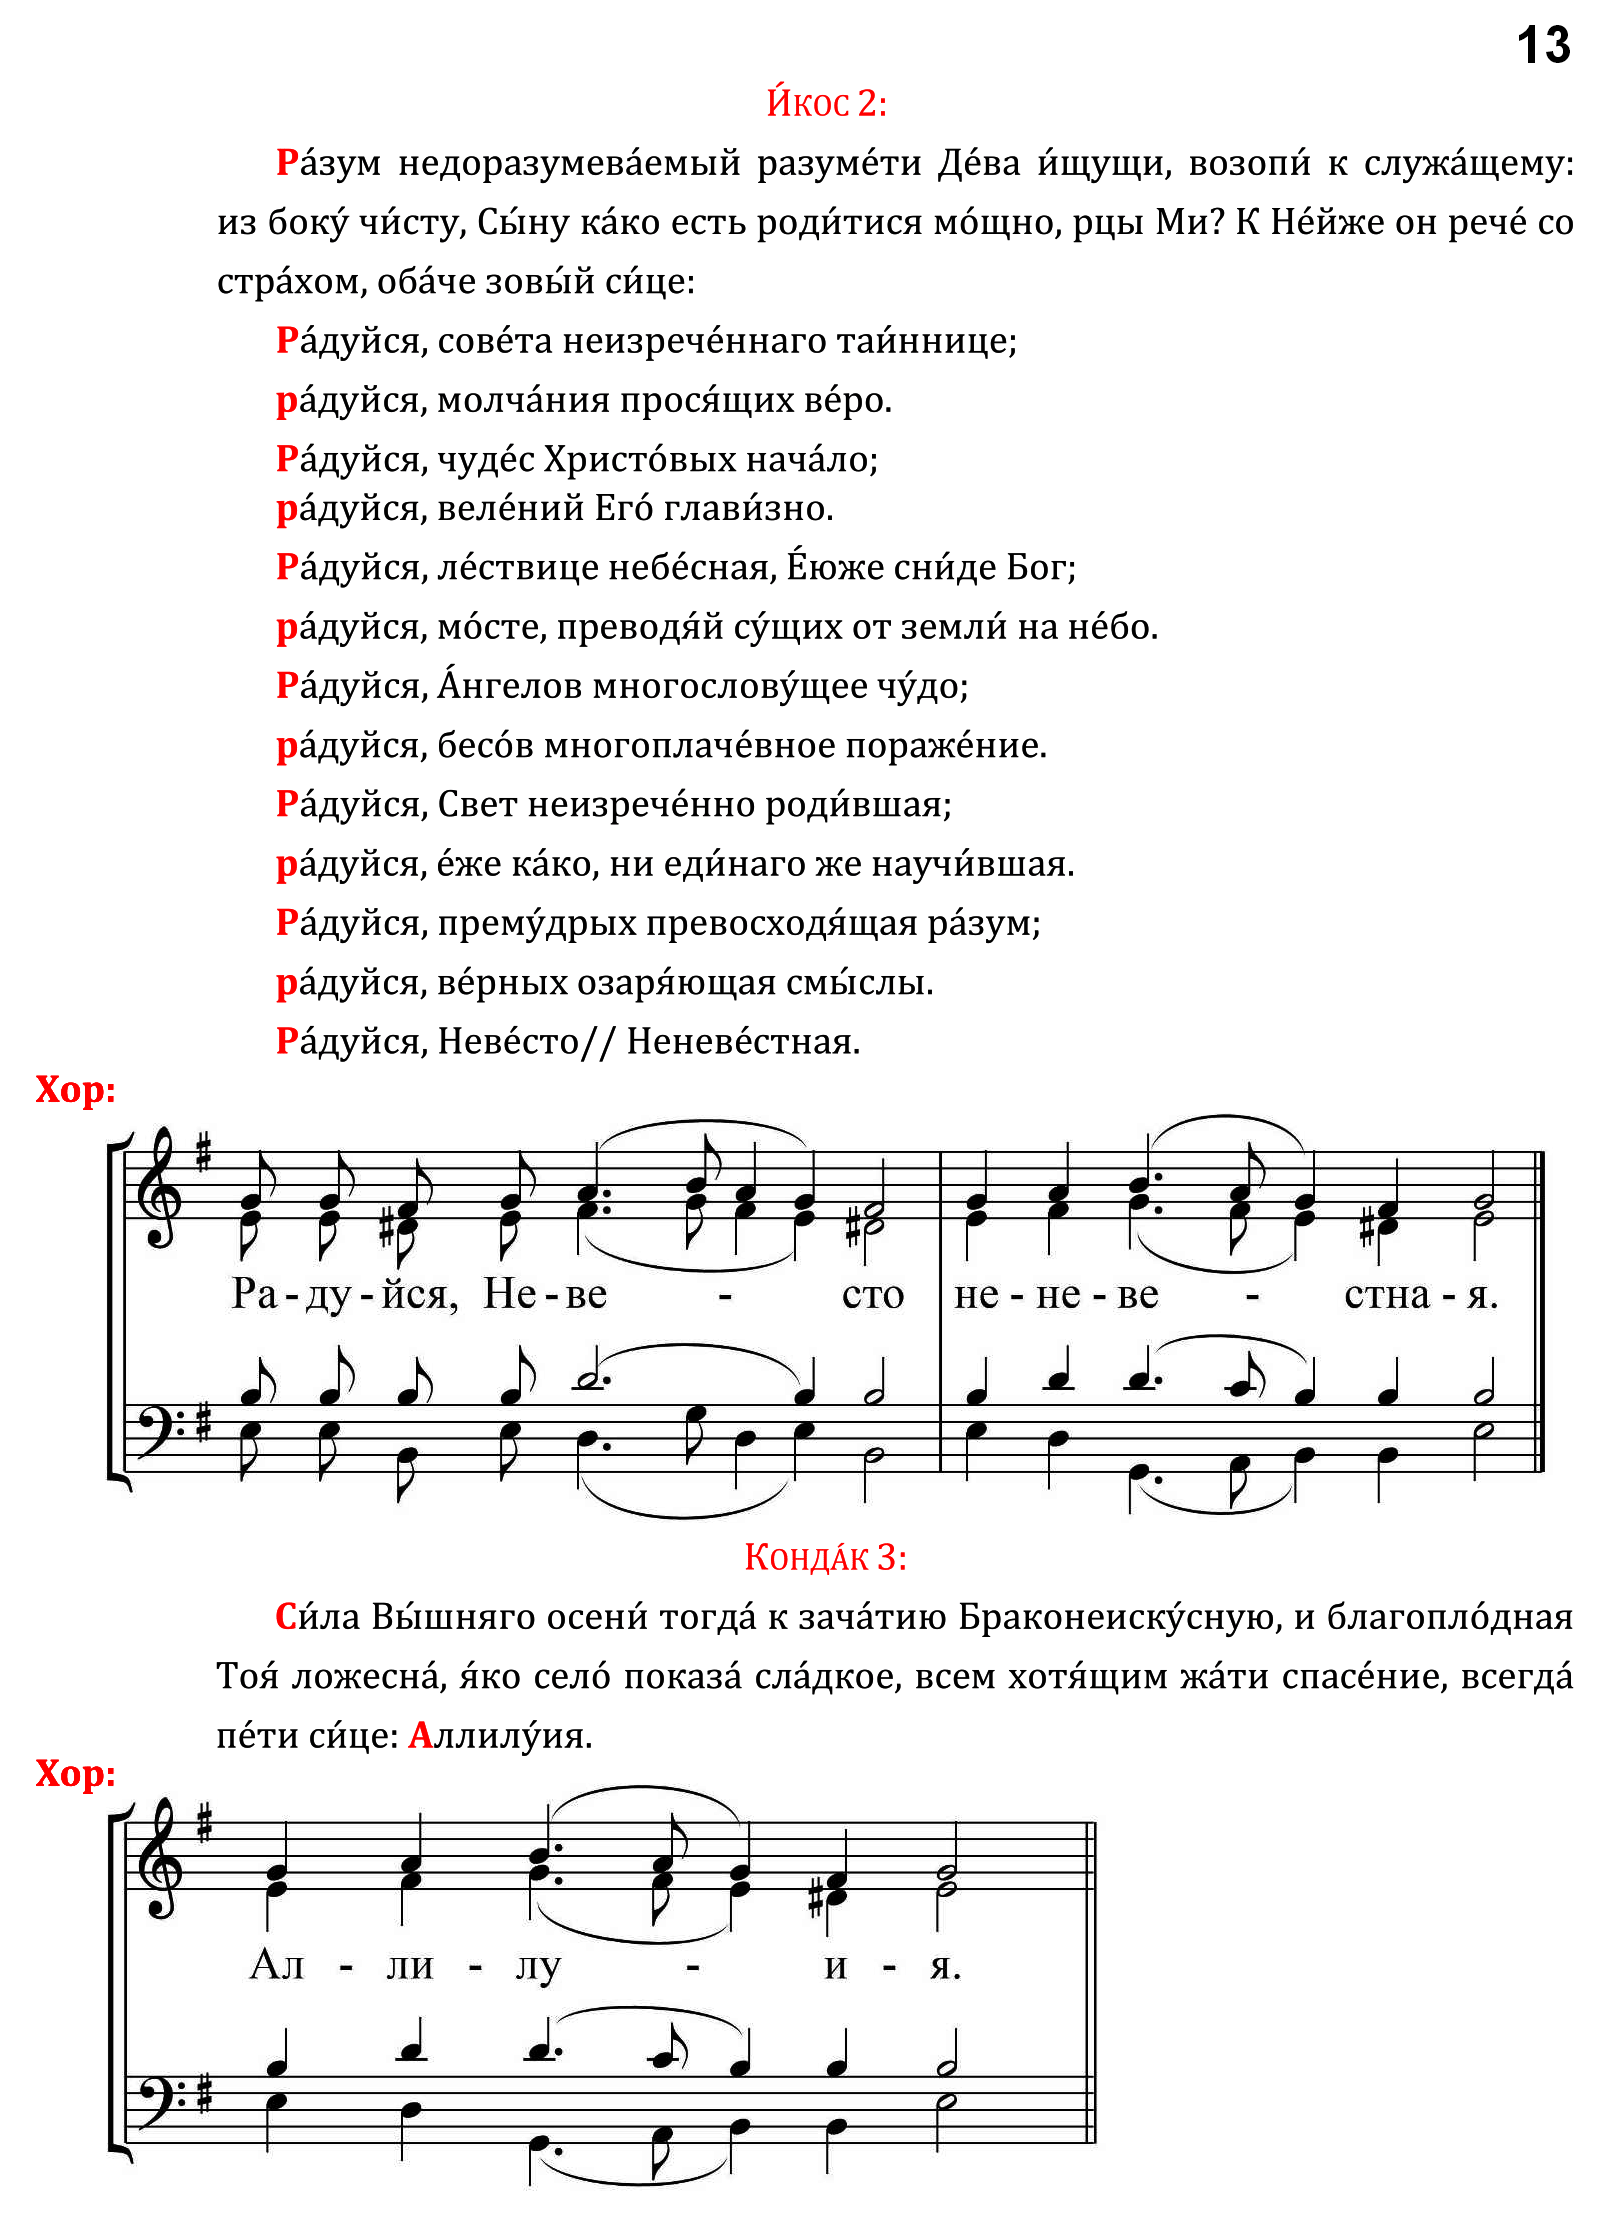 13
И́кос 2:
Ра́зум недоразумева́емый разуме́ти Де́ва и́щущи, возопи́ к служа́щему:
из боку́ чи́сту, Сы́ну ка́ко есть роди́тися мо́щно, рцы Ми? К Не́йже он рече́ со
стра́хом, оба́че зовы́й си́це:
Ра́дуйся, сове́та неизрече́ннаго таи́ннице;
ра́дуйся, молча́ния прося́щих ве́ро.
Ра́дуйся, чуде́с Христо́вых нача́ло;
ра́дуйся, веле́ний Его́ глави́зно.
Ра́дуйся, ле́ствице небе́сная, Е́юже сни́де Бог;
ра́дуйся, мо́сте, преводя́й су́щих от земли́ на не́бо.
Ра́дуйся, А́нгелов многослову́щее чу́до;
ра́дуйся, бесо́в многоплаче́вное пораже́ние.
Ра́дуйся, Свет неизрече́нно роди́вшая;
ра́дуйся, е́же ка́ко, ни еди́наго же научи́вшая.
Ра́дуйся, прему́дрых превосходя́щая ра́зум;
ра́дуйся, ве́рных озаря́ющая смы́слы.
Ра́дуйся, Неве́сто// Неневе́стная.
Хор:
Ра - ду - йся, Не - ве - сто не - не - ве - стна - я.
Конда́к 3:
Си́ла Вы́шняго осени́ тогда́ к зача́тию Браконеиску́сную, и благопло́дная
Тоя́ ложесна́, я́ко село́ показа́ сла́дкое, всем хотя́щим жа́ти спасе́ние, всегда́
пе́ти си́це: Аллилу́ия.
Хор:
Ал - ли - лу - и - я.